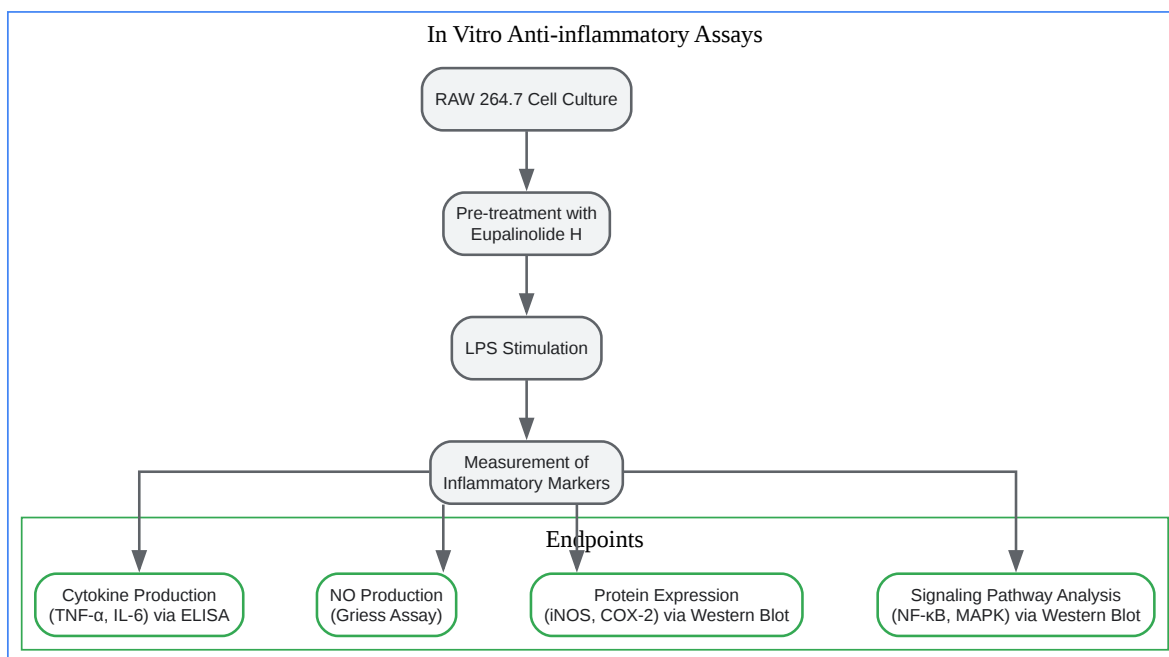 In Vitro Anti-inflammatory Assays
RAW 264.7 Cell Culture
Pre-treatment with
Eupalinolide H
LPS Stimulation
Measurement of
Inflammatory Markers
Endpoints
Cytokine Production
(TNF-α, IL-6) via ELISA
NO Production
(Griess Assay)
Protein Expression
(iNOS, COX-2) via Western Blot
Signaling Pathway Analysis
(NF-κB, MAPK) via Western Blot